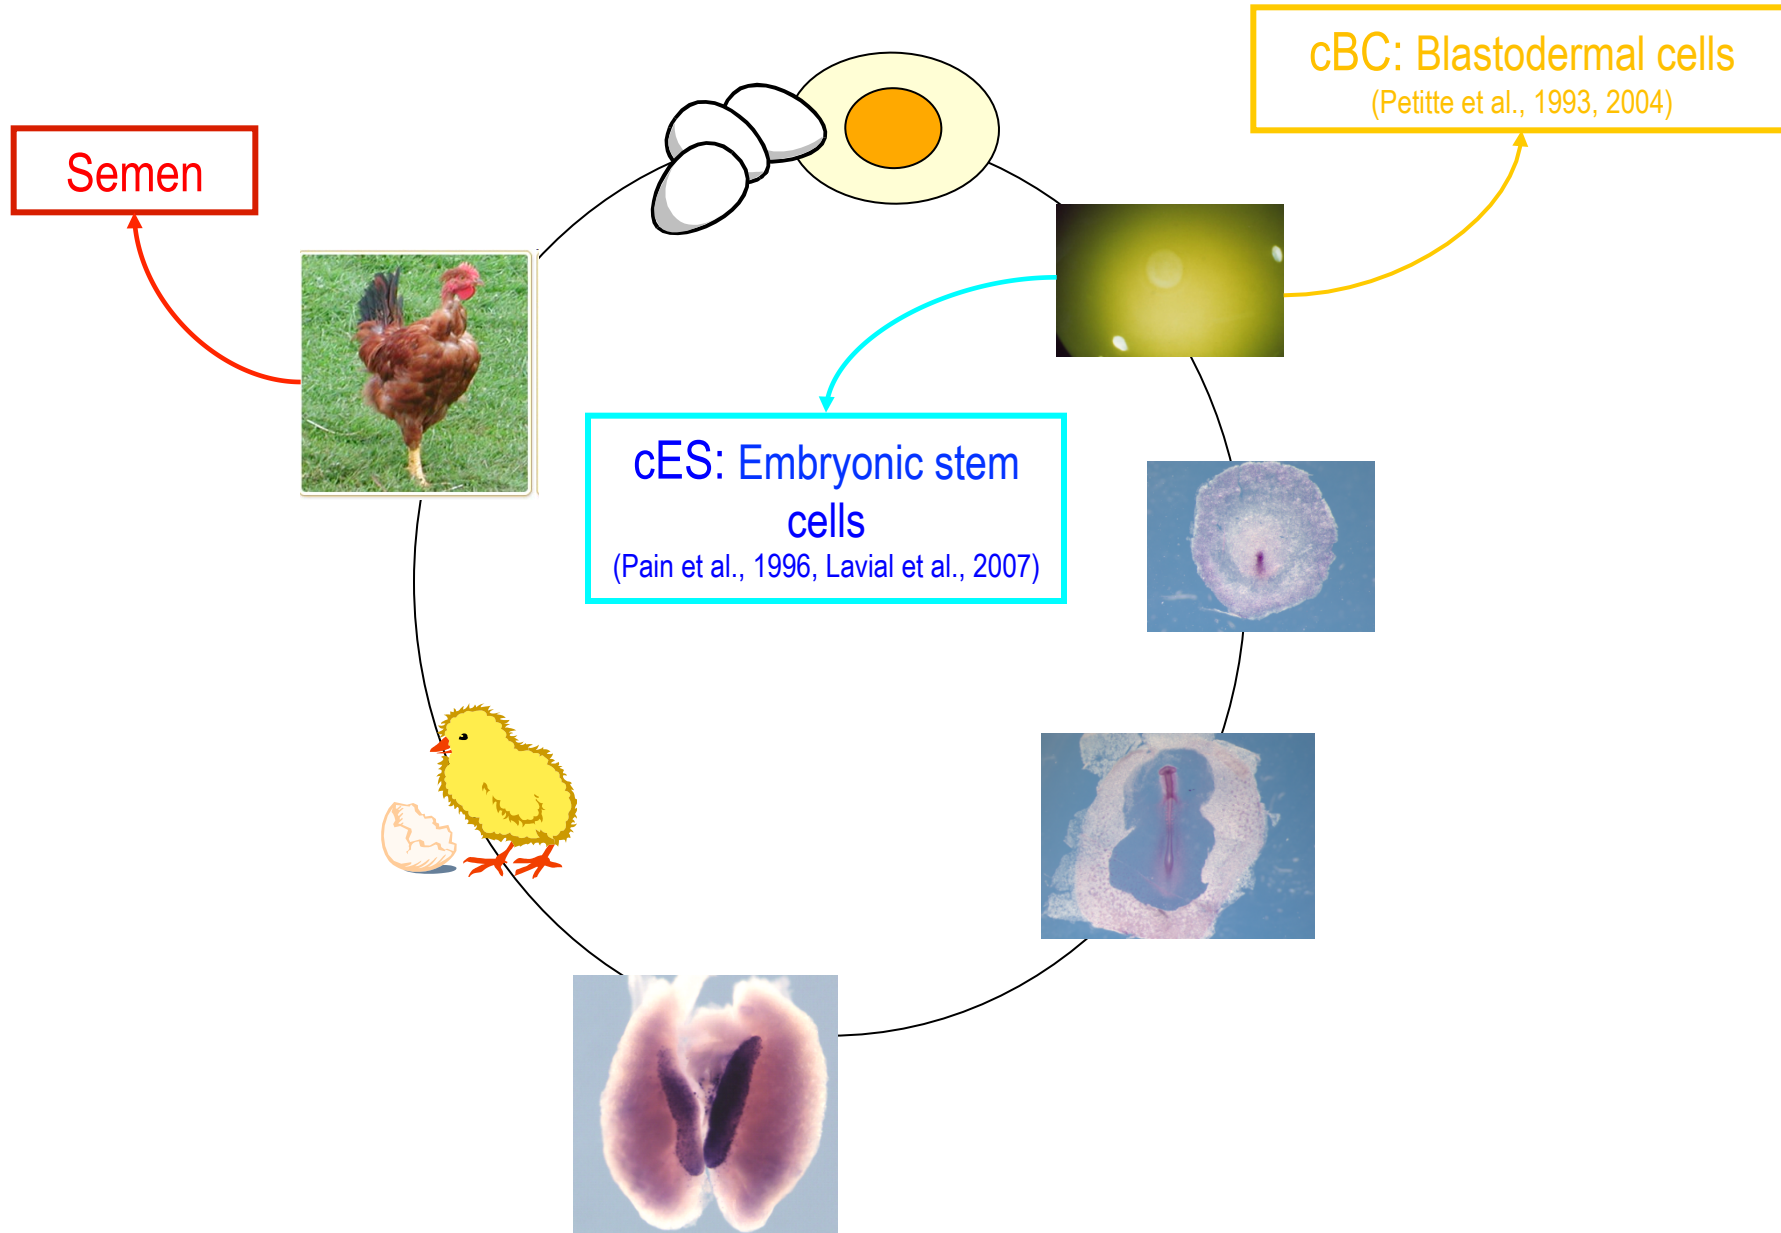 cBC: Blastodermal cells
(Petitte et al., 1993, 2004)
Semen
cES: Embryonic stem
cells
(Pain et al., 1996, Lavial et al., 2007)